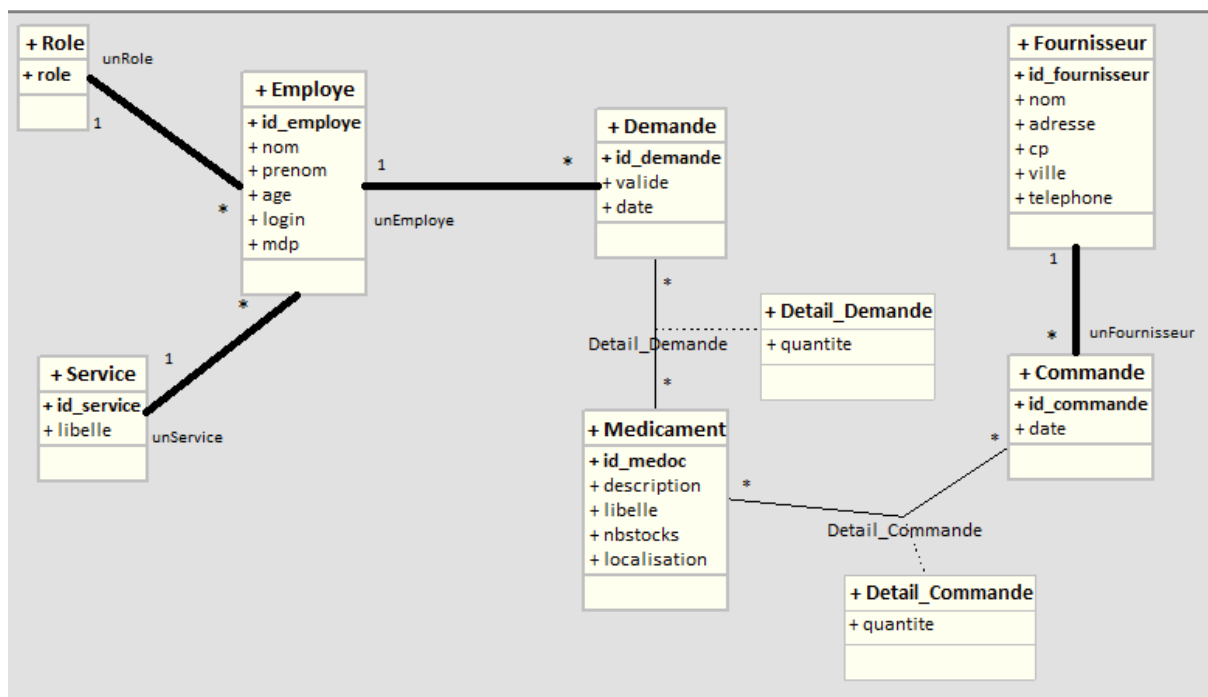 + Role
+ role
unRole
1
+ Employe
+ id_employe
+ nom
+ prenom
+ age
+ login
+ mdp
*
*
1
unEmploye
*
+ Demande
+ id_demande
+ valide
+ date
+ Service
+ id_service
+ libelle
1
unService
*
Detail_Demande
*
+ Detail_Demande
+ quantite
+ Medicament
+ id_medoc
+ description
+ libelle
+ nbstocks
+ localisation
*
Detail_Commande
*
+ Detail_Commande
+ quantite
+ Fournisseur
+ id_fournisseur
+ nom
+ adresse
+ cp
+ ville
+ telephone
1
*
unFournisseur
+ Commande
+ id_commande
+ date